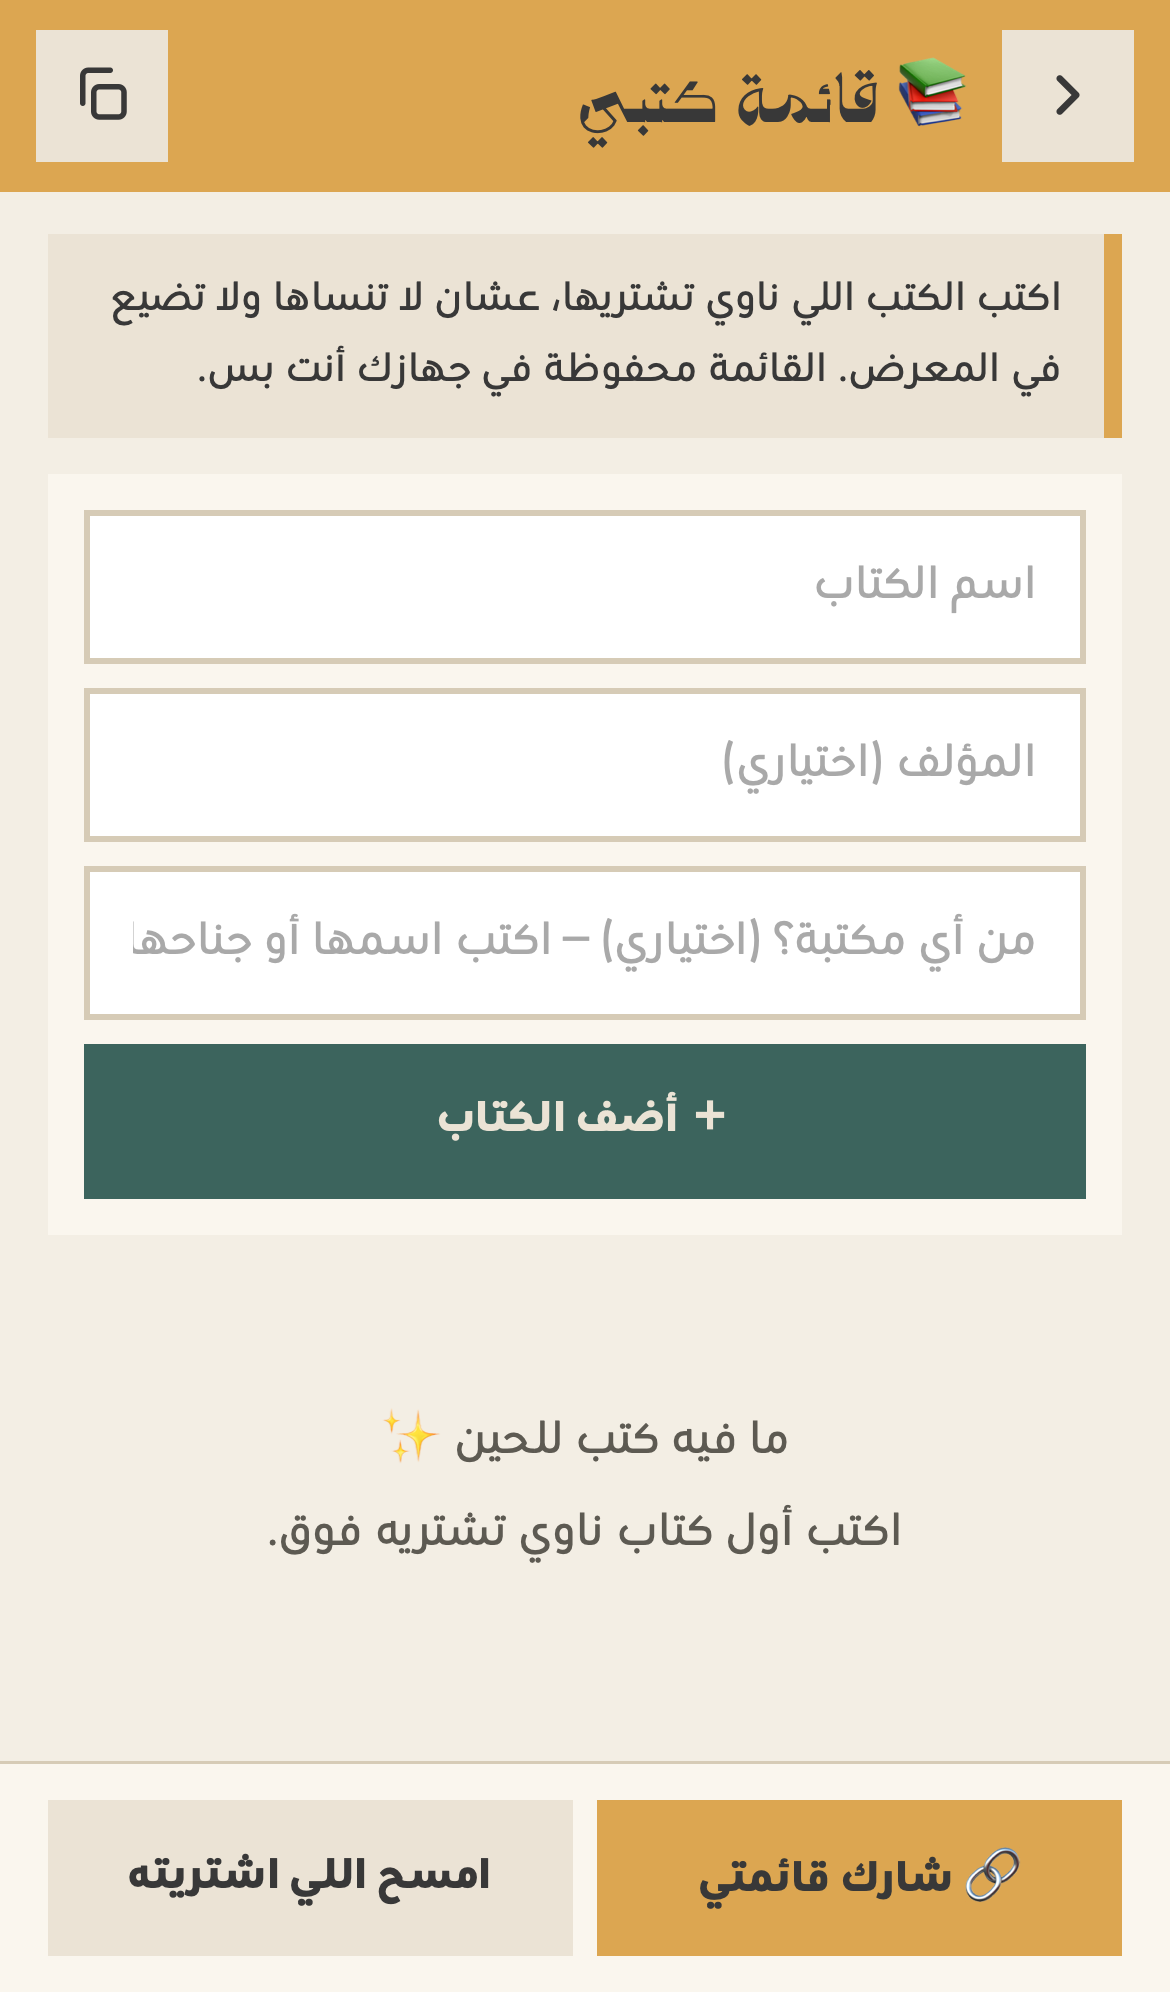 📚 قائمة كتبي
اكتب الكتب اللي ناوي تشتريها، عشان لا تنساها ولا تضيع
في المعرض. القائمة محفوظة في جهازك أنت بس.
اسم الكتاب
المؤلف (اختياري)
من أي مكتبة؟ (اختياري) — اكتب اسمها أو جناحها
+ أضف الكتاب
ما فيه كتب للحين ✨
اكتب أول كتاب ناوي تشتريه فوق.
🔗 شارك قائمتي
امسح اللي اشتريته